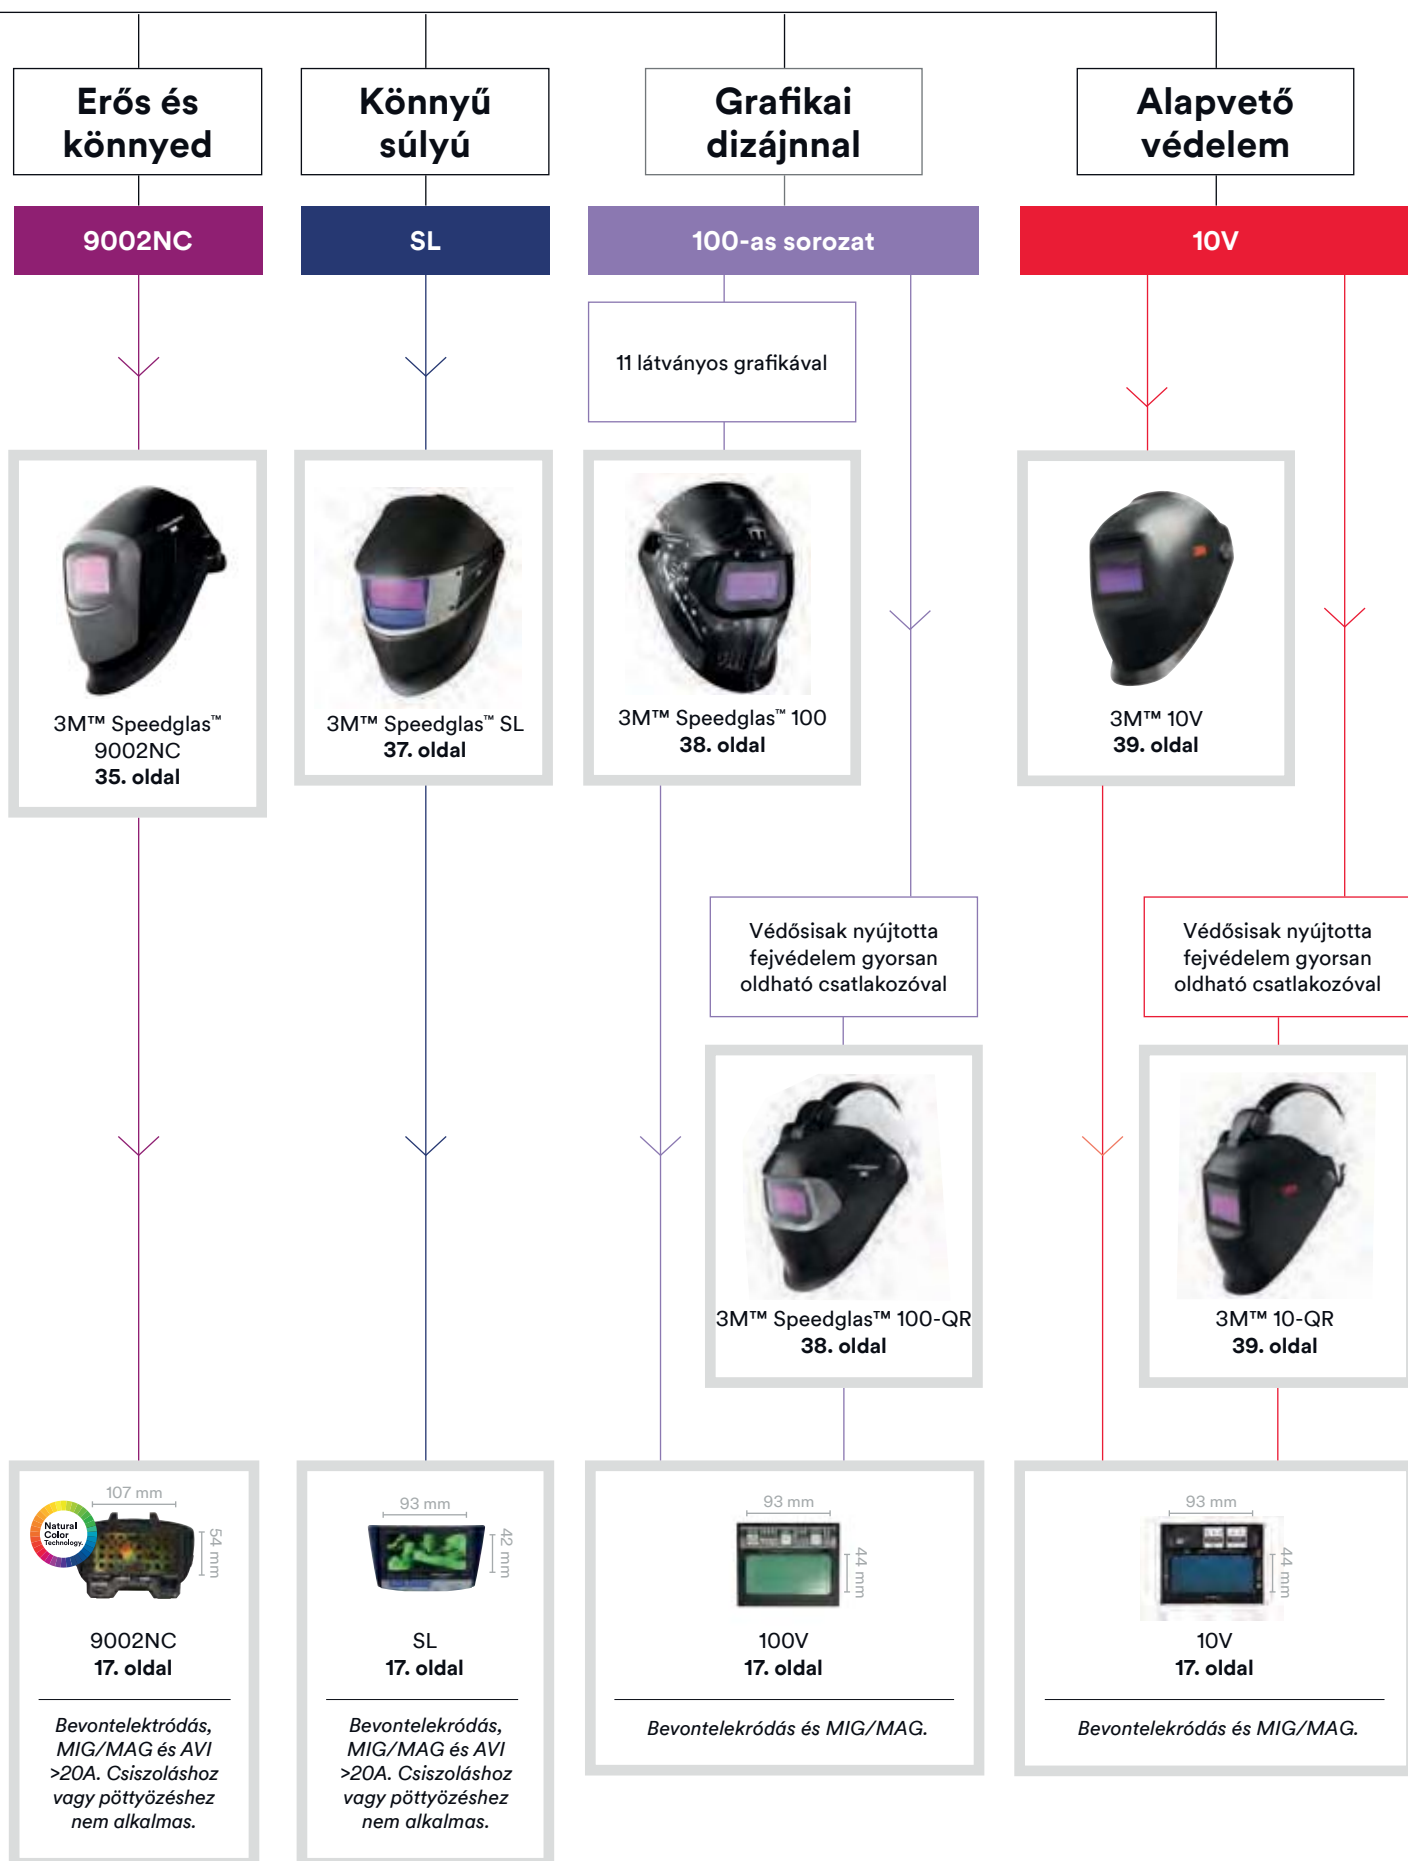 Erős és
könnyed
Könnyű
súlyú
Grafikai
dizájnnal
Alapvető
védelem
9002NC
SL
100-as sorozat
10V
11 látványos grafikával
3M™ Speedglas™
9002NC
35. oldal
3M™ Speedglas™ SL
37. oldal
3M™ Speedglas™ 100
38. oldal
3M™ 10V
39. oldal
Védősisak nyújtotta
fejvédelem gyorsan
oldható csatlakozóval
Védősisak nyújtotta
fejvédelem gyorsan
oldható csatlakozóval
3M™ Speedglas™ 100-QR
38. oldal
3M™ 10-QR
39. oldal
107 mm
54 mm
Natural
Color
Technology.
9002NC
17. oldal
Bevontelektródás,
MIG/MAG és AVI
>20A. Csiszoláshoz
vagy pöttyözéshez
nem alkalmas.
93 mm
42 mm
SL
17. oldal
Bevontelekródás,
MIG/MAG és AVI
>20A. Csiszoláshoz
vagy pöttyözéshez
nem alkalmas.
93 mm
44 mm
100V
17. oldal
Bevontelekródás és MIG/MAG.
93 mm
44 mm
10V
17. oldal
Bevontelekródás és MIG/MAG.